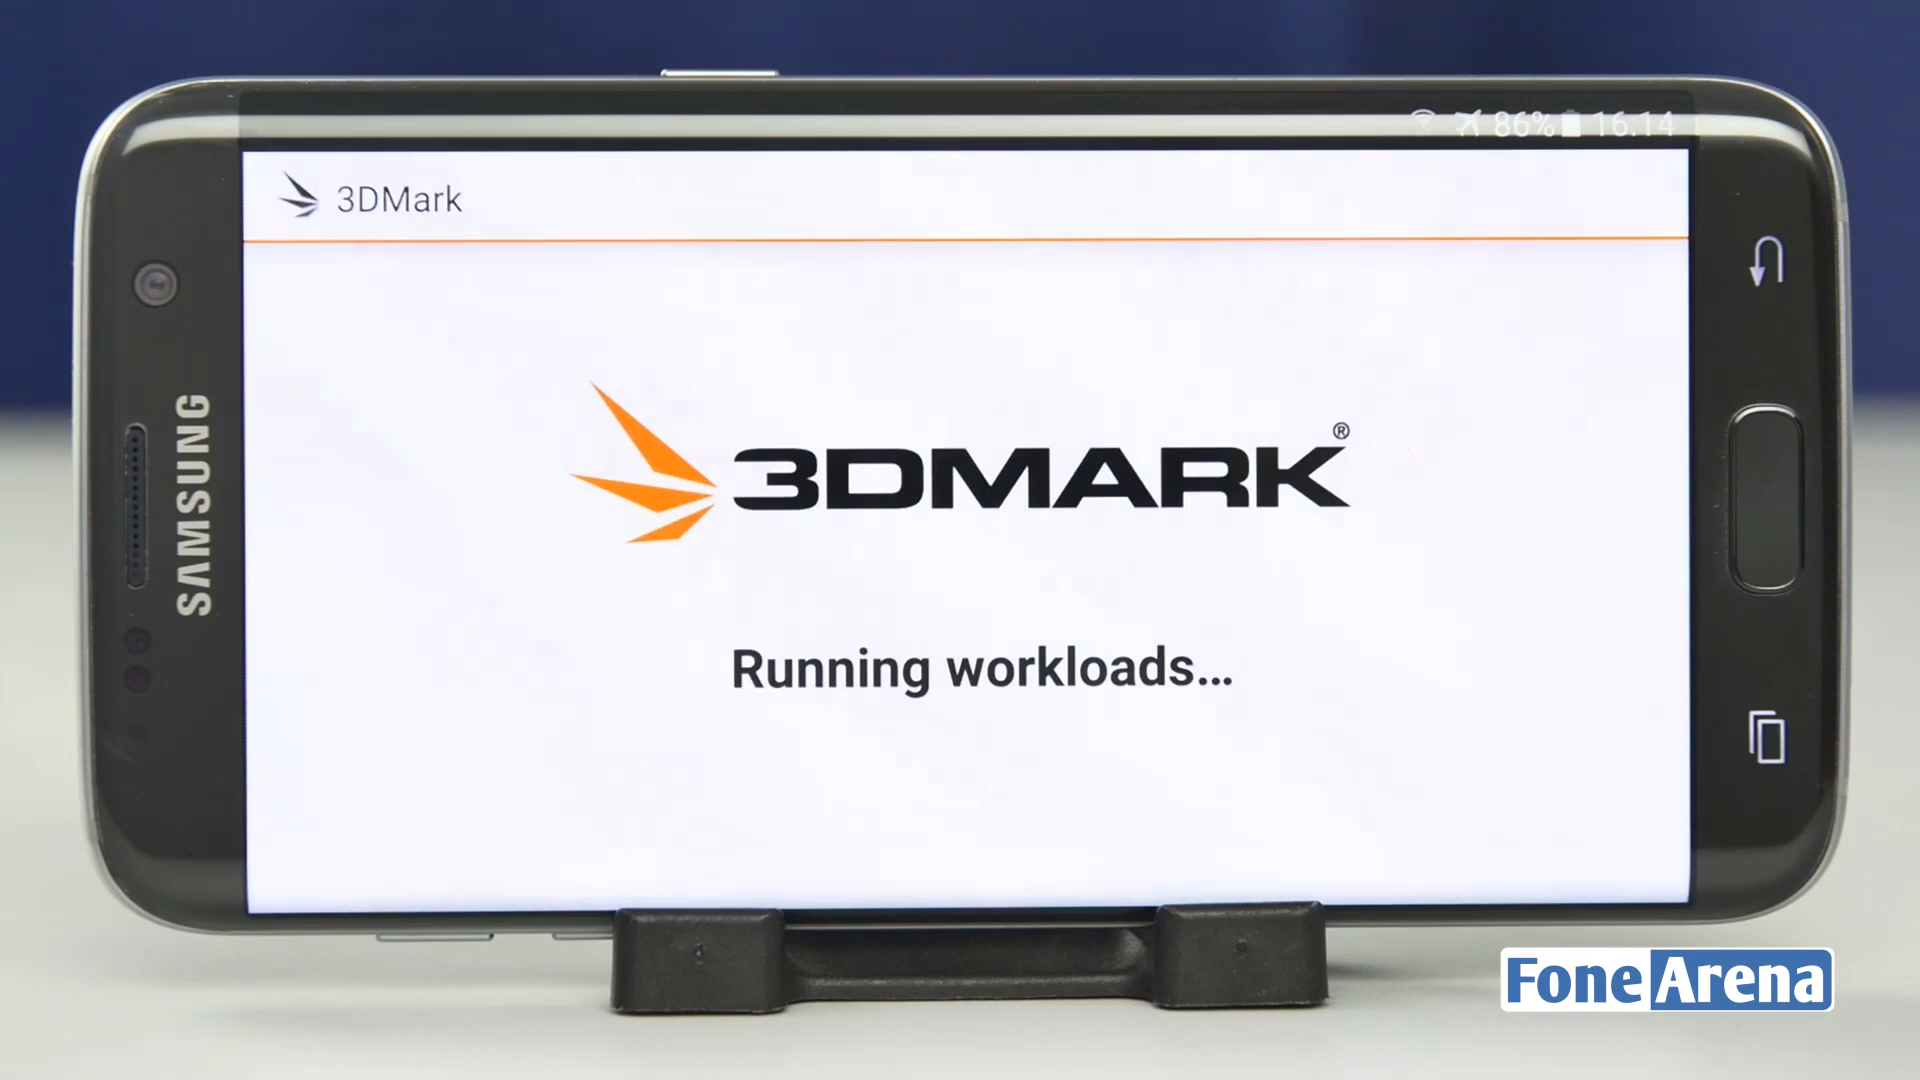 86% 16:14
3DMark
SAMSUNG
3DMARK®
Running workloads...
FoneArena